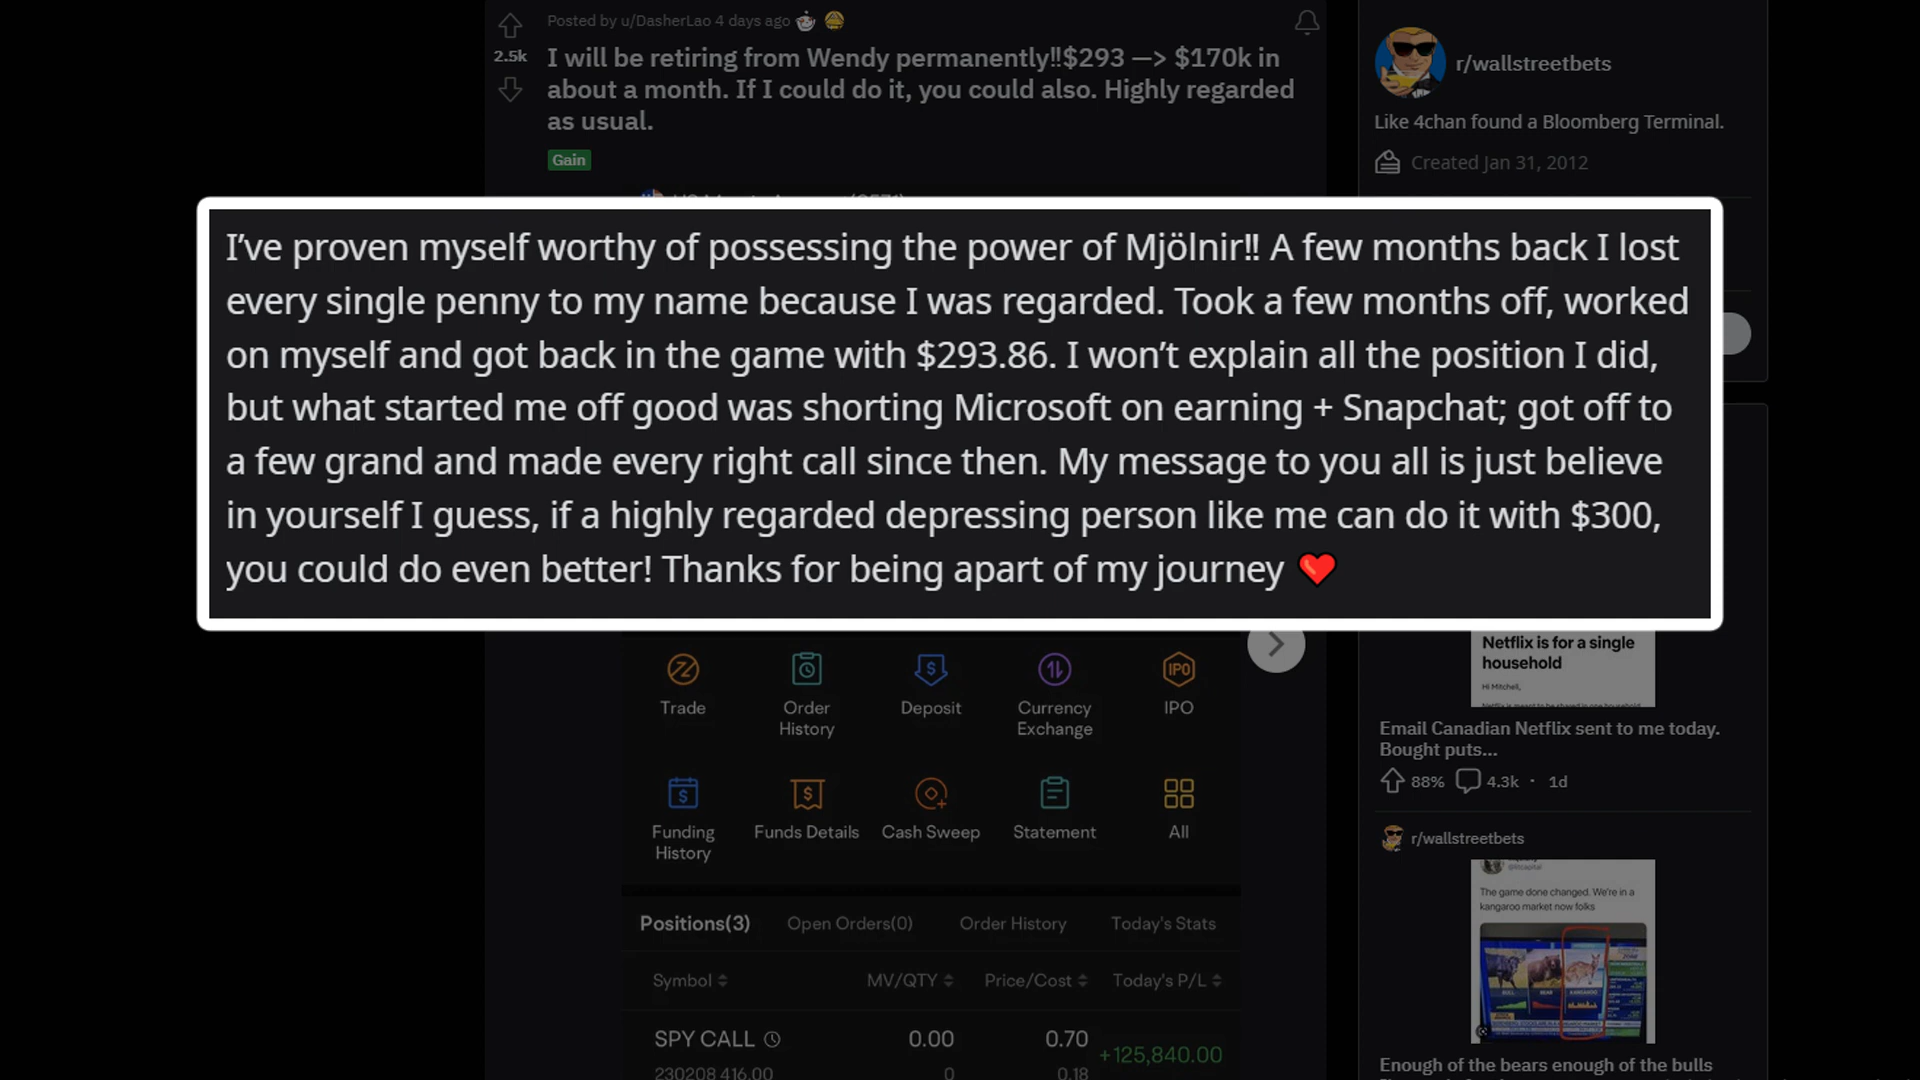 Posted by u/DasherLao 4 days ago
2.5k
I will be retiring from Wendy permanently!!$293 —> $170k in
about a month. If I could do it, you could also. Highly regarded
as usual.
Gain
r/wallstreetbets
Like 4chan found a Bloomberg Terminal.
Created Jan 31, 2012
I've proven myself worthy of possessing the power of Mjölnir!! A few months back I lost
every single penny to my name because I was regarded. Took a few months off, worked
on myself and got back in the game with $293.86. I won't explain all the position I did,
but what started me off good was shorting Microsoft on earning + Snapchat; got off to
a few grand and made every right call since then. My message to you all is just believe
in yourself I guess, if a highly regarded depressing person like me can do it with $300,
you could do even better! Thanks for being apart of my journey ❤️
Trade
Order
History
Deposit
Currency
Exchange
IPO
IPO
Funding
History
Funds Details
Cash Sweep
Statement
All
Positions(3)
Open Orders(0)
Order History
Today's Stats
Symbol
MV/QTY
Price/Cost
Today's P/L
SPY CALL
0.00
0.70
+125,840.00
230208 416.00
0
0.18
Netflix is for a single
household
Hi Mitchell,
Email Canadian Netflix sent to me today.
Bought puts...
88%
4.3k
·
1d
r/wallstreetbets
The game done changed. We're in a
kangaroo market now folks
Enough of the bears enough of the bulls